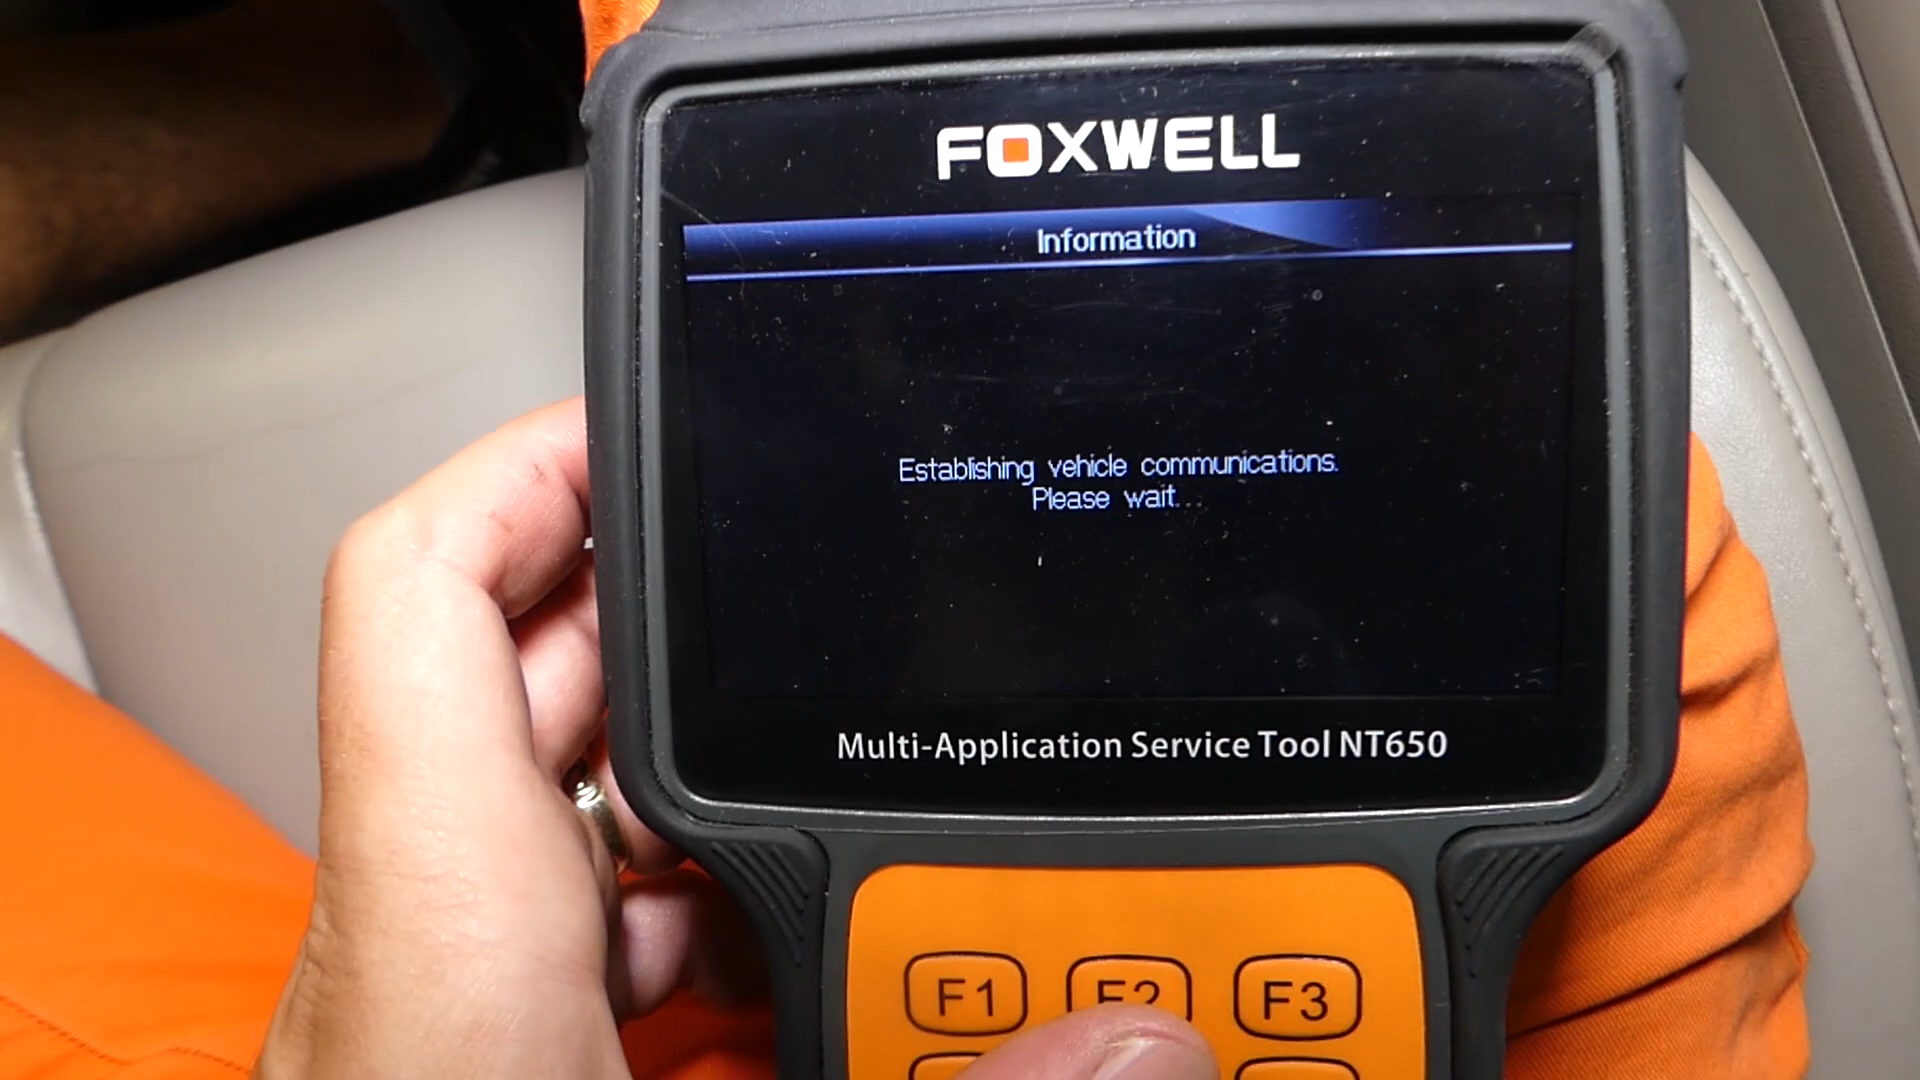 FOXWELL
Information
Establishing vehicle communications.
Please wait...
Multi-Application Service Tool NT650
F1 F2 F3